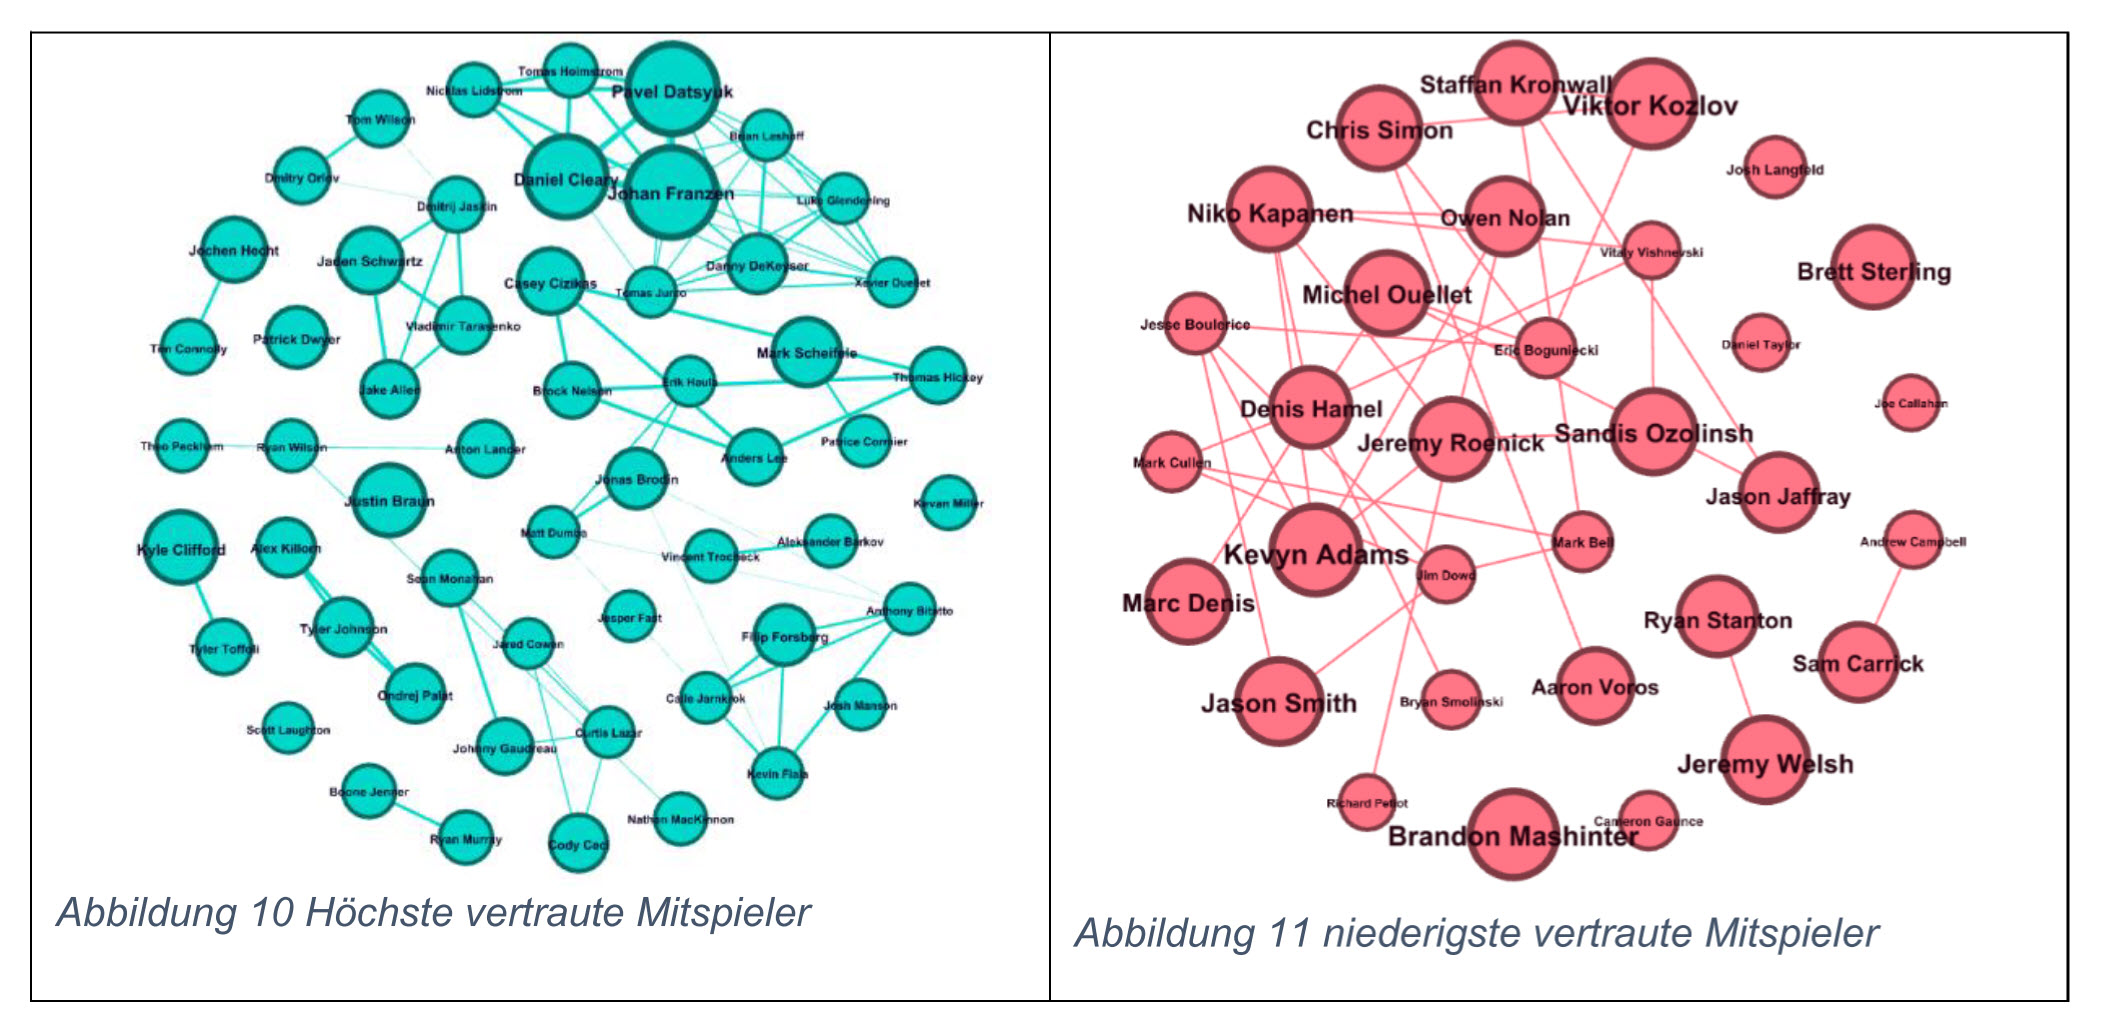 Tomas Holmstrom
Nicklas Lidstrom
Pavel Datsyuk
Tom Wilson
Brian Lashoff
Dmitry Orlov
Daniel Cleary
Johan Franzen
Luke Glendening
Dmitrij Jaskin
Jochen Hecht
Jaden Schwartz
Danny DeKeyser
Casey Cizikas
Tomas Jurco
Xavier Ouellet
Vladimir Tarasenko
Patrick Dwyer
Tim Connolly
Mark Scheifele
Thomas Hickey
Erik Haula
Jake Allen
Brock Nelson
Theo Peckham
Ryan Wilson
Anton Lander
Anders Lee
Patrice Cormier
Jonas Brodin
Justin Braun
Kevan Miller
Kyle Clifford
Alex Killorn
Matt Dumba
Aleksander Barkov
Vincent Trocheck
Sean Monahan
Anthony Bitetto
Jesper Fast
Tyler Johnson
Filip Forsberg
Tyler Toffoli
Jared Cowen
Ondrej Palat
Calle Jarnkrok
Josh Manson
Scott Laughton
Curtis Lazar
Johnny Gaudreau
Kevin Fiala
Boone Jenner
Nathan MacKinnon
Ryan Murray
Cody Ceci
Abbildung 10 Höchste vertraute Mitspieler
Staffan Kronwall
Viktor Kozlov
Chris Simon
Josh Langfeld
Niko Kapanen
Owen Nolan
Vitaly Vishnevski
Brett Sterling
Michel Ouellet
Jesse Boulerice
Eric Boguniecki
Daniel Taylor
Joe Callahan
Denis Hamel
Jeremy Roenick
Sandis Ozolinsh
Mark Cullen
Jason Jaffray
Mark Bell
Andrew Campbell
Kevyn Adams
Jim Dowd
Marc Denis
Ryan Stanton
Sam Carrick
Aaron Voros
Jason Smith
Bryan Smolinski
Jeremy Welsh
Richard Petiot
Cameron Gaunce
Brandon Mashinter
Abbildung 11 niederigste vertraute Mitspieler